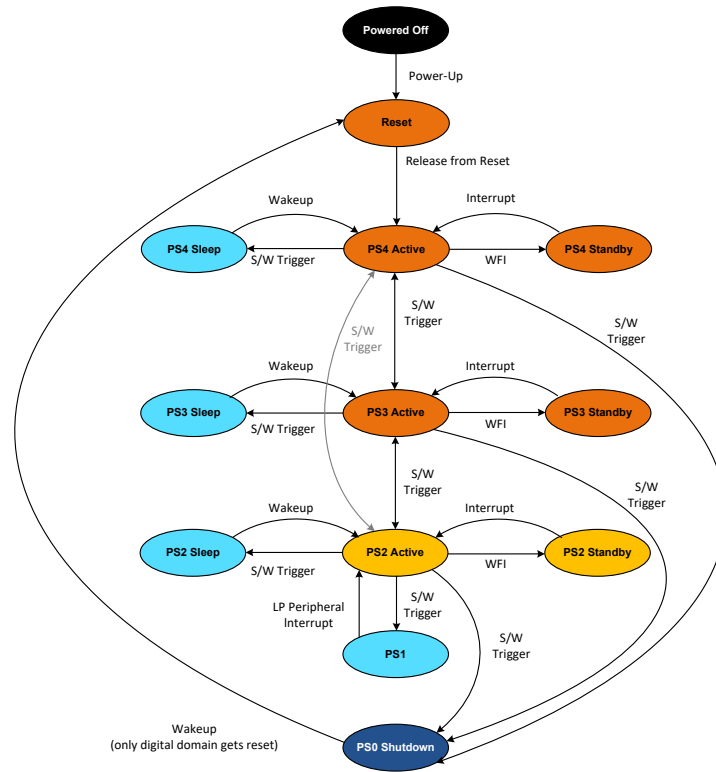 Powered Off
Power-Up
Reset
Release from Reset
Wakeup
Interrupt
PS4 Sleep
PS4 Active
PS4 Standby
S/W Trigger
WFI
S/W
Trigger
S/W
Trigger
S/W
Trigger
Wakeup
Interrupt
PS3 Sleep
PS3 Active
PS3 Standby
S/W Trigger
WFI
S/W
Trigger
S/W
Trigger
Wakeup
Interrupt
PS2 Sleep
PS2 Active
PS2 Standby
S/W Trigger
WFI
LP Peripheral
Interrupt
S/W
Trigger
S/W
Trigger
PS1
Wakeup
(only digital domain gets reset)
PS0 Shutdown